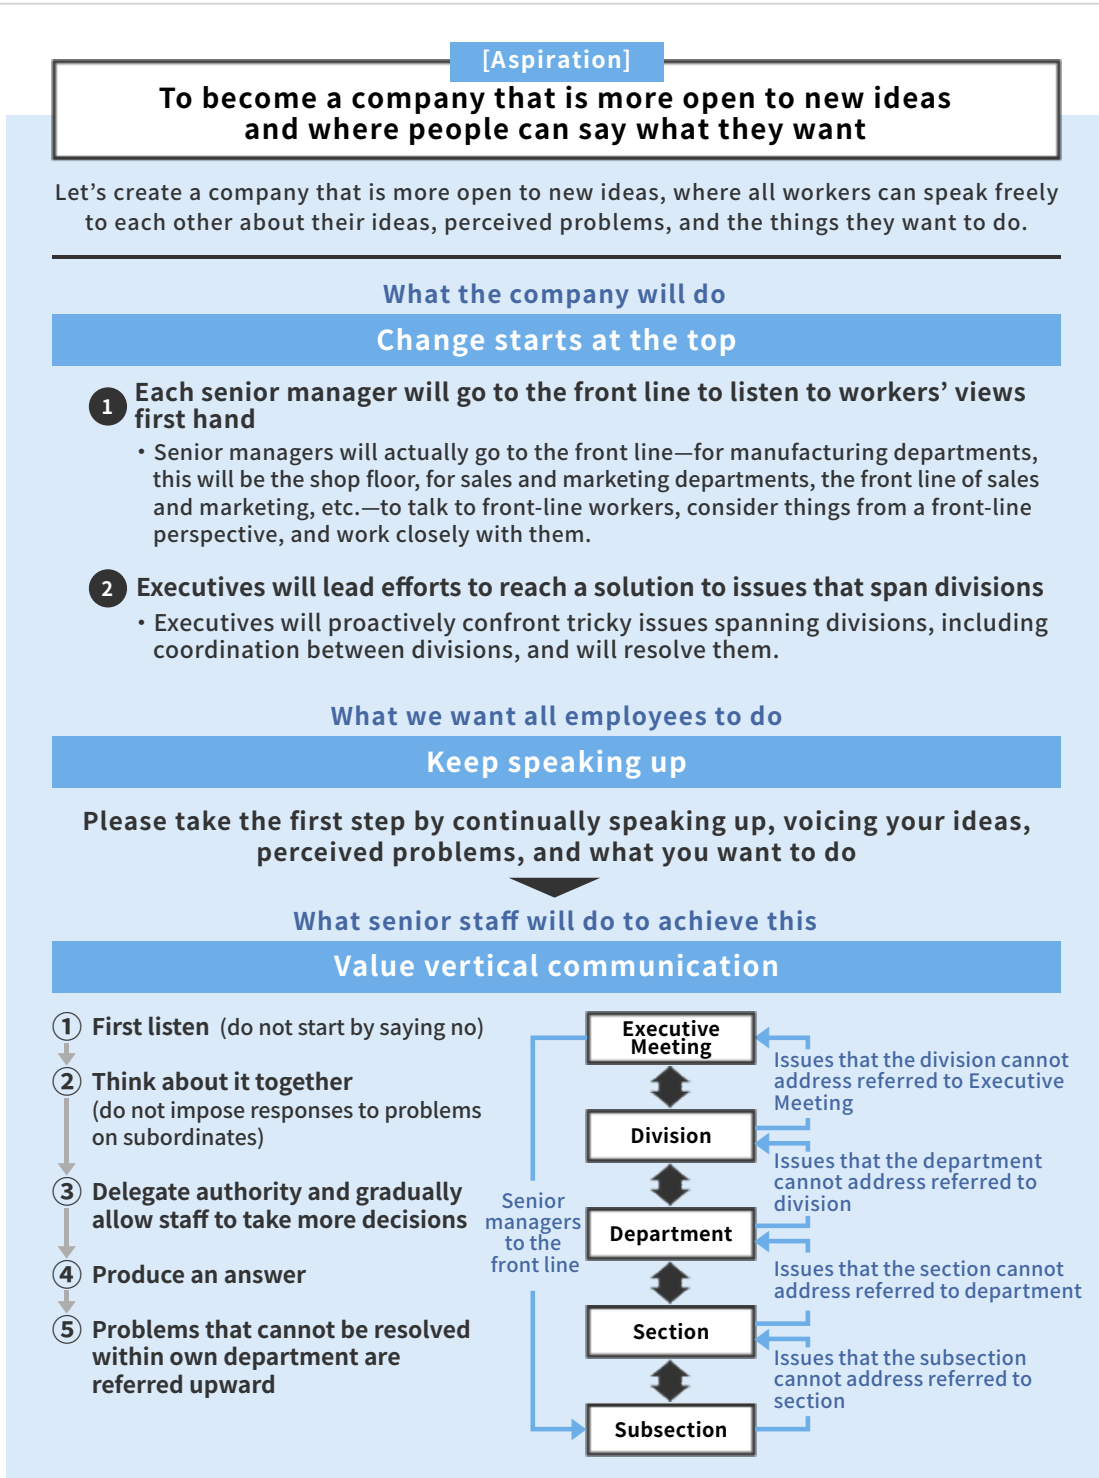 [Aspiration]
To become a company that is more open to new ideas
and where people can say what they want
Let’s create a company that is more open to new ideas, where all workers can speak freely
to each other about their ideas, perceived problems, and the things they want to do.
What the company will do
Change starts at the top
1 Each senior manager will go to the front line to listen to workers’ views
first hand
・Senior managers will actually go to the front line—for manufacturing departments,
this will be the shop floor, for sales and marketing departments, the front line of sales
and marketing, etc.—to talk to front-line workers, consider things from a front-line
perspective, and work closely with them.
2 Executives will lead efforts to reach a solution to issues that span divisions
・Executives will proactively confront tricky issues spanning divisions, including
coordination between divisions, and will resolve them.
What we want all employees to do
Keep speaking up
Please take the first step by continually speaking up, voicing your ideas,
perceived problems, and what you want to do
What senior staff will do to achieve this
Value vertical communication
① First listen (do not start by saying no)
② Think about it together
(do not impose responses to problems
on subordinates)
③ Delegate authority and gradually
allow staff to take more decisions
④ Produce an answer
⑤ Problems that cannot be resolved
within own department are
referred upward
Senior
managers
to the
front line
Executive
Meeting
Division
Department
Section
Subsection
Issues that the division cannot
address referred to Executive
Meeting
Issues that the department
cannot address referred to
division
Issues that the section cannot
address referred to department
Issues that the subsection
cannot address referred to
section